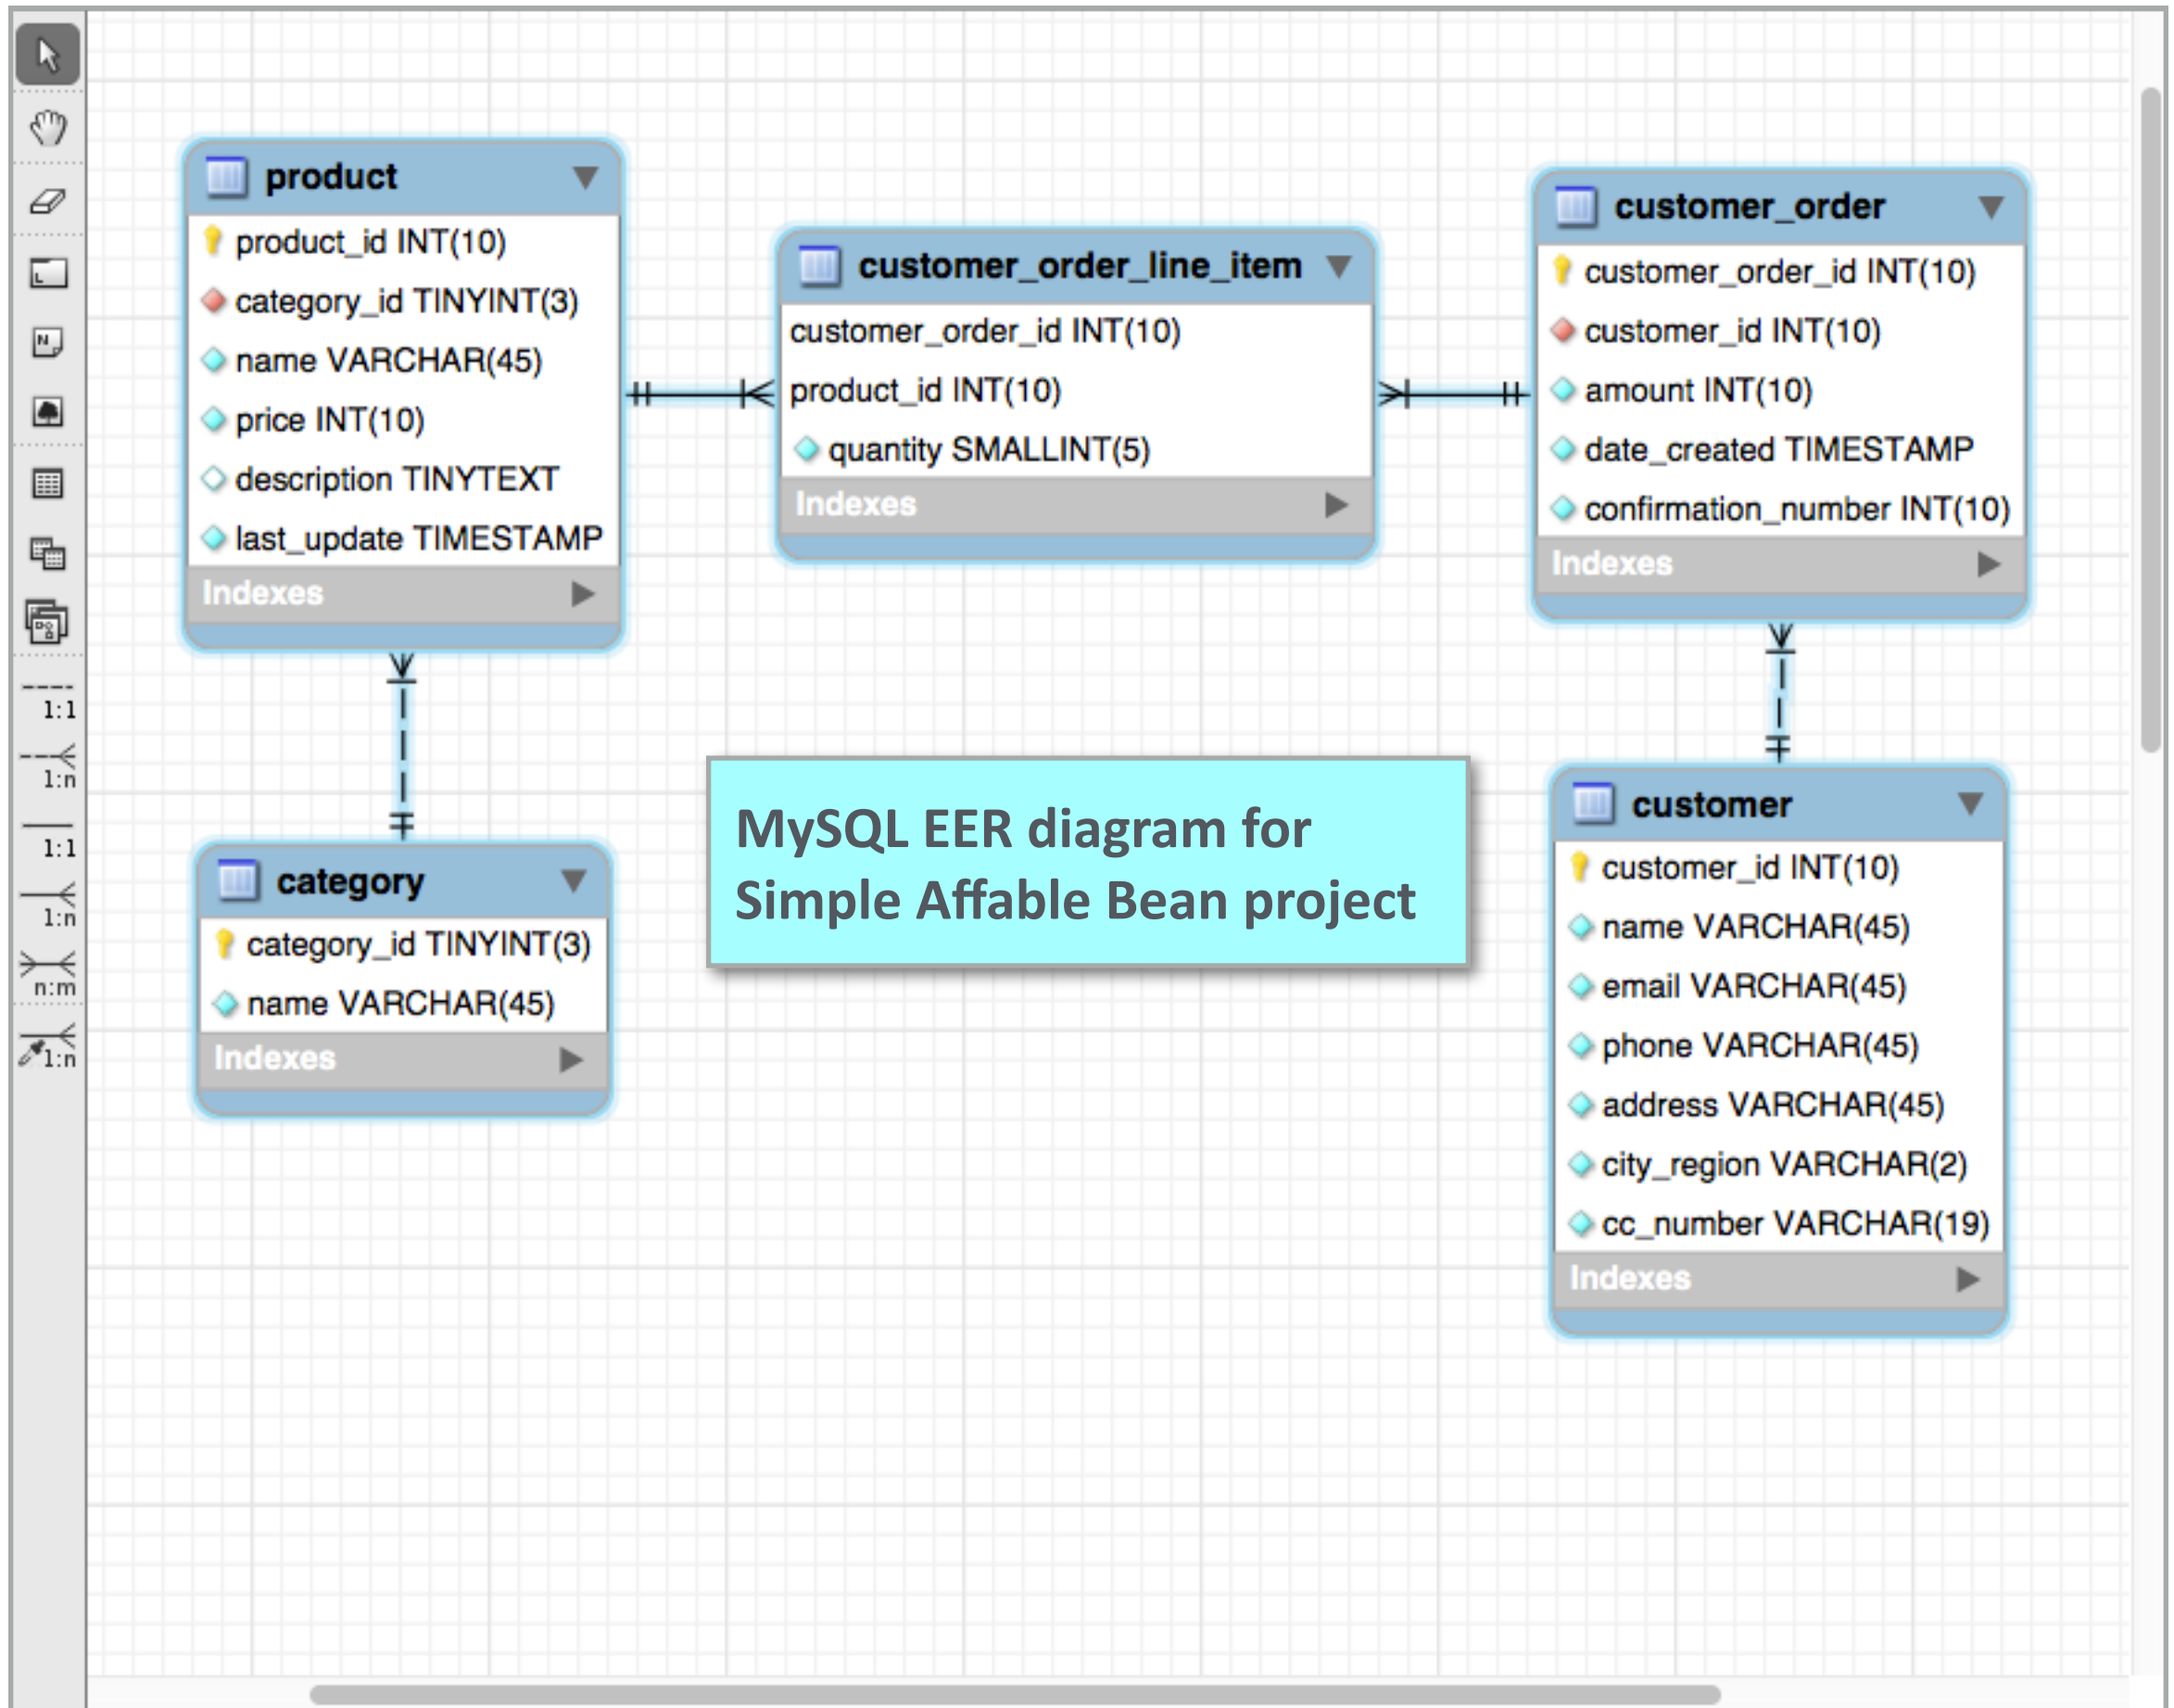 product
product_id INT(10)
category_id TINYINT(3)
name VARCHAR(45)
price INT(10)
description TINYTEXT
last_update TIMESTAMP
Indexes
customer_order_line_item
customer_order_id INT(10)
product_id INT(10)
quantity SMALLINT(5)
Indexes
customer_order
customer_order_id INT(10)
customer_id INT(10)
amount INT(10)
date_created TIMESTAMP
confirmation_number INT(10)
Indexes
category
category_id TINYINT(3)
name VARCHAR(45)
Indexes
MySQL EER diagram for
Simple Affable Bean project
customer
customer_id INT(10)
name VARCHAR(45)
email VARCHAR(45)
phone VARCHAR(45)
address VARCHAR(45)
city_region VARCHAR(2)
cc_number VARCHAR(19)
Indexes
L
N
1:1
1:n
1:1
1:n
n:m
1:n